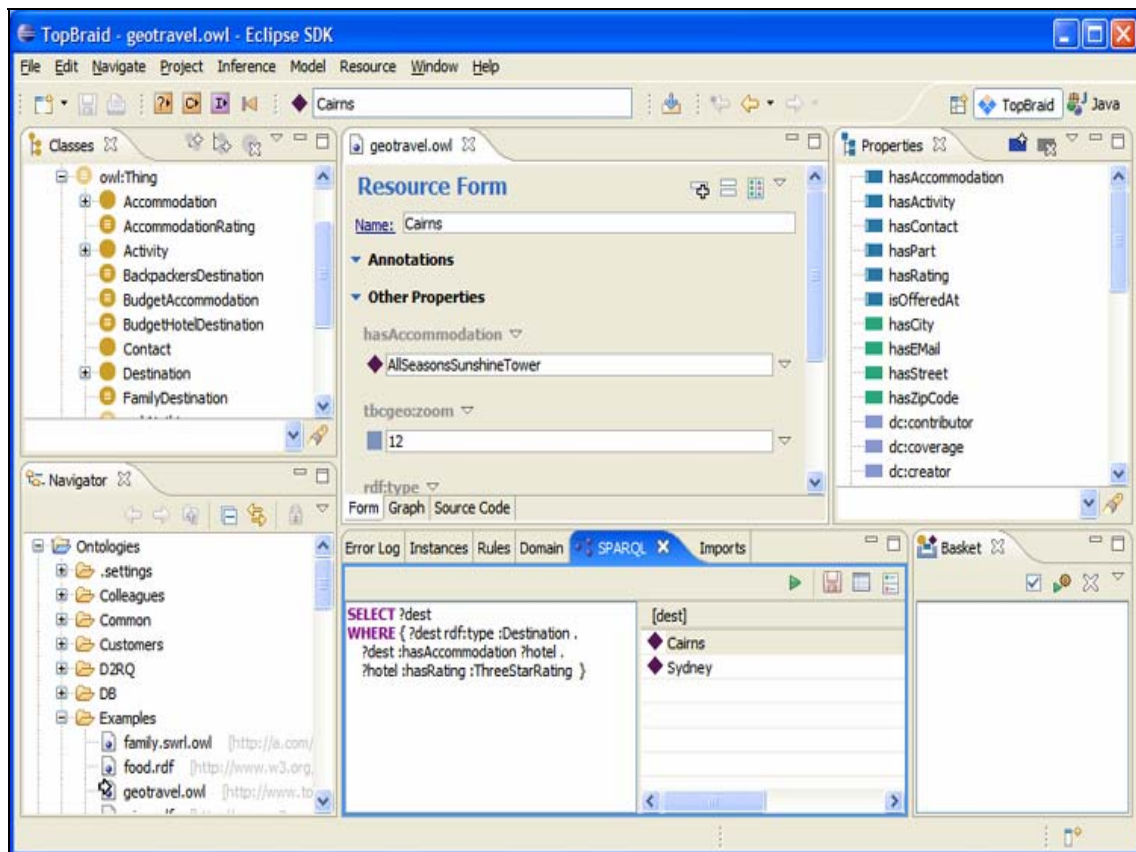 TopBraid - geotravel.owl - Eclipse SDK
File Edit Navigate Project Inference Model Resource Window Help
Cairns
TopBraid Java
Classes
owl:Thing
Accommodation
AccommodationRating
Activity
BackpackersDestination
BudgetAccommodation
BudgetHotelDestination
Contact
Destination
FamilyDestination
geotravel.owl
Resource Form
Name: Cairns
Annotations
Other Properties
hasAccommodation
AllSeasonsSunshineTower
tbcgeo:zoom
12
rdf:type
Form Graph Source Code
Properties
hasAccommodation
hasActivity
hasContact
hasPart
hasRating
isOfferedAt
hasCity
hasEMail
hasStreet
hasZipCode
dc:contributor
dc:coverage
dc:creator
Navigator
Ontologies
.settings
Colleagues
Common
Customers
D2RQ
DB
Examples
family.swrl.owl [http://a.com/
food.rdf [http://www.w3.org,
geotravel.owl [http://www.to
Error Log Instances Rules Domain SPARQL Imports
SELECT ?dest
WHERE { ?dest rdf:type :Destination .
?dest :hasAccommodation ?hotel .
?hotel :hasRating :ThreeStarRating }
[dest]
Cairns
Sydney
Basket